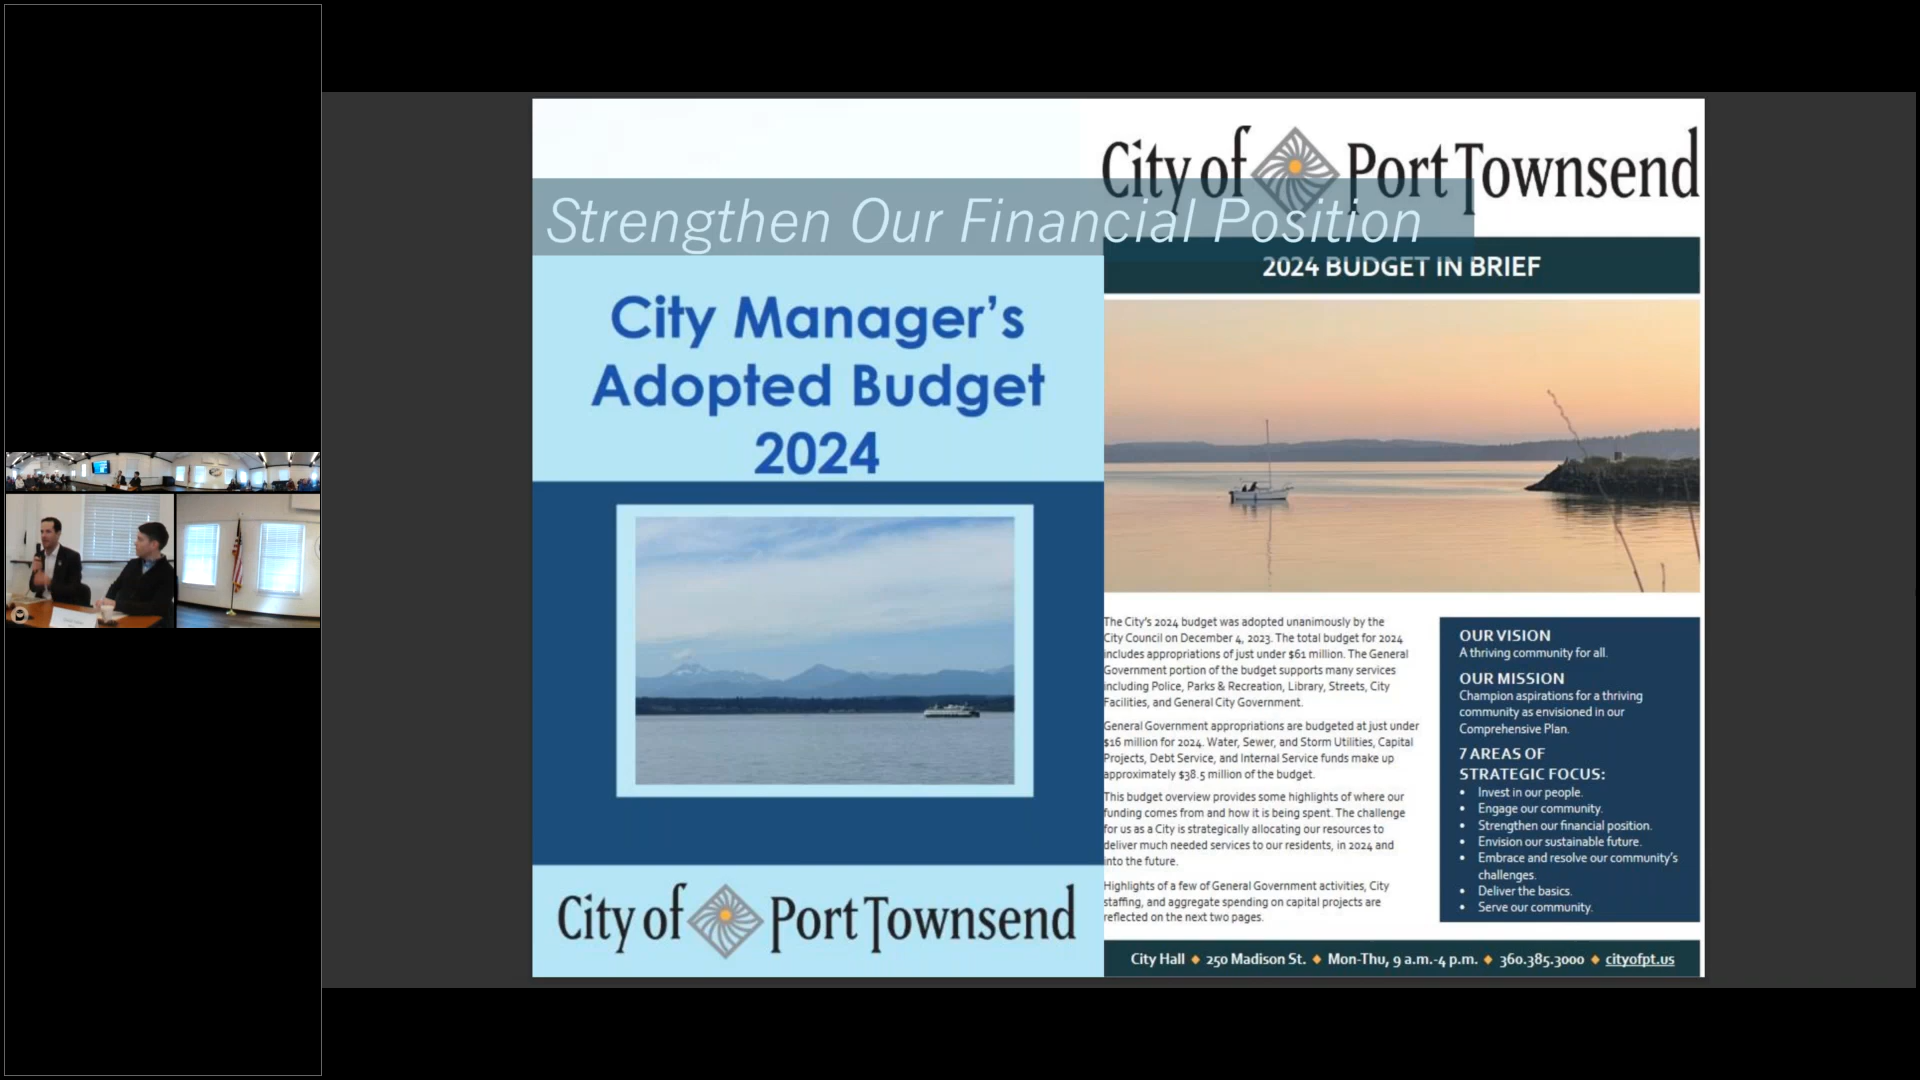 Strengthen Our Financial Position
City Manager's
Adopted Budget
2024
City of Port Townsend
City of Port Townsend
2024 BUDGET IN BRIEF
The City's 2024 budget was adopted unanimously by the
City Council on December 4, 2023. The total budget for 2024
includes appropriations of just under $61 million. The General
Government portion of the budget supports many services
including Police, Parks & Recreation, Library, Streets, City
Facilities, and General City Government.
General Government appropriations are budgeted at just under
$16 million for 2024. Water, Sewer, and Storm Utilities, Capital
Projects, Debt Service, and Internal Service funds make up
approximately $38.5 million of the budget.
This budget overview provides some highlights of where our
funding comes from and how it is being spent. The challenge
for us as a City is strategically allocating our resources to
deliver much needed services to our residents, in 2024 and
into the future.
Highlights of a few of General Government activities, City
staffing, and aggregate spending on capital projects are
reflected on the next two pages.
OUR VISION
A thriving community for all.
OUR MISSION
Champion aspirations for a thriving
community as envisioned in our
Comprehensive Plan.
7 AREAS OF
STRATEGIC FOCUS:
• Invest in our people.
• Engage our community.
• Strengthen our financial position.
• Envision our sustainable future.
• Embrace and resolve our community's
challenges.
• Deliver the basics.
• Serve our community.
City Hall ◆ 250 Madison St. ◆ Mon-Thu, 9 a.m.-4 p.m. ◆ 360.385.3000 ◆ cityofpt.us